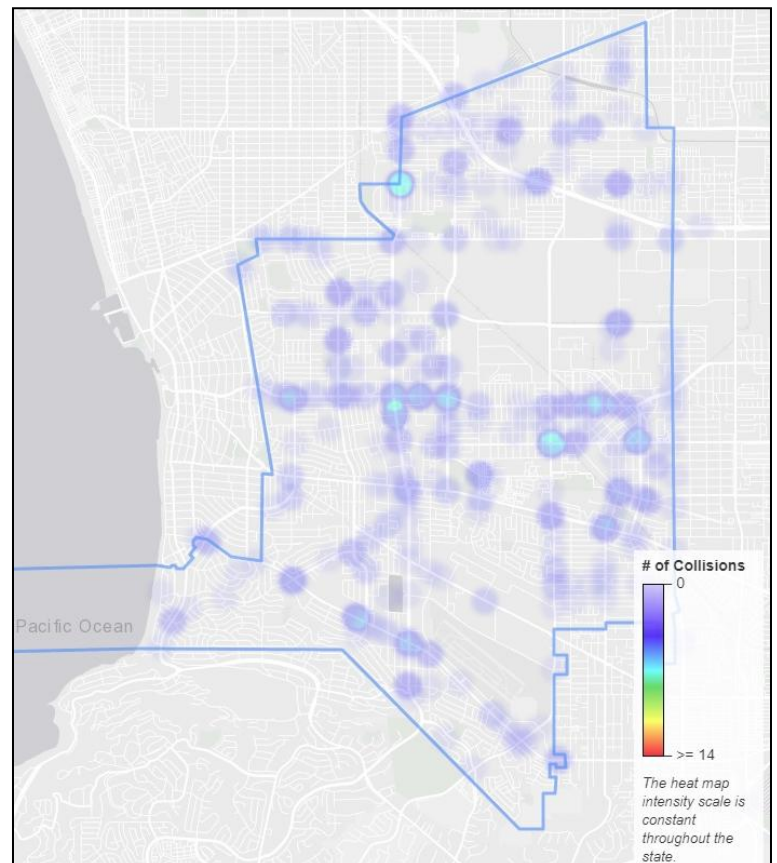 Pacific Ocean
# of Collisions
0
>= 14
The heat map
intensity scale is
constant
throughout the
state.